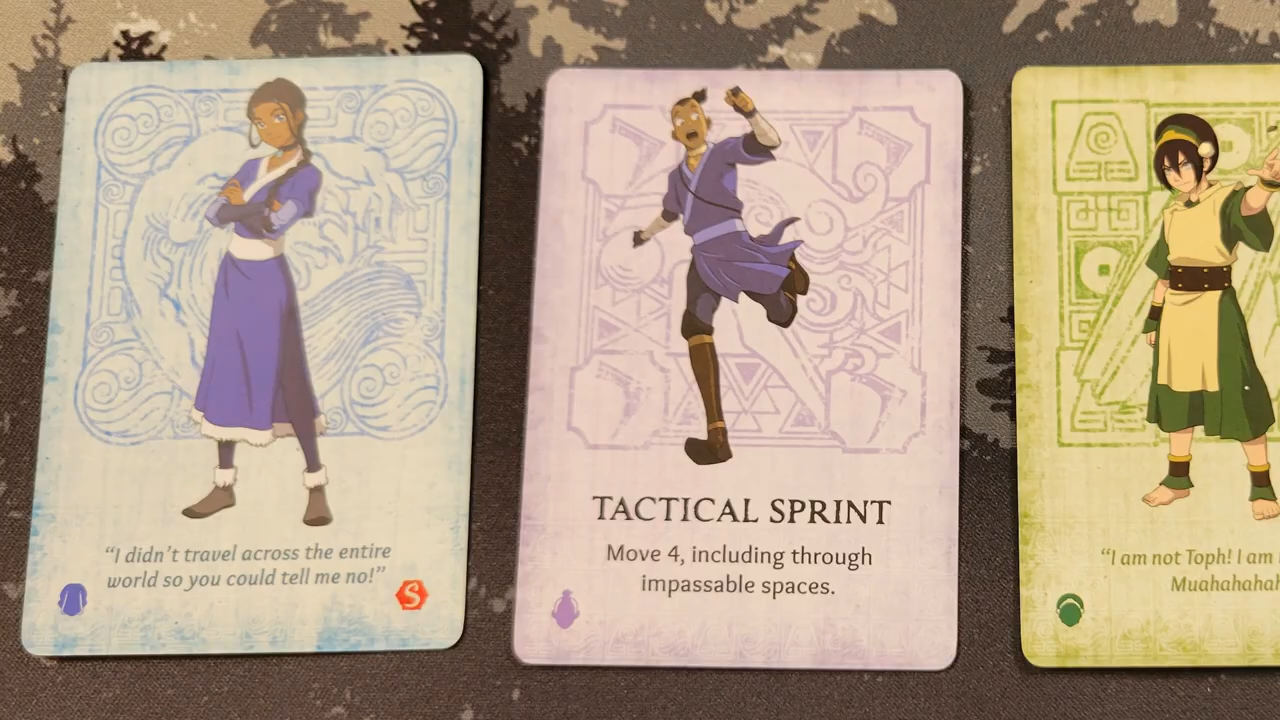 “I didn’t travel across the entire
world so you could tell me no!”
S
TACTICAL SPRINT
Move 4, including through
impassable spaces.
“I am not Toph! I am
Muahahahah